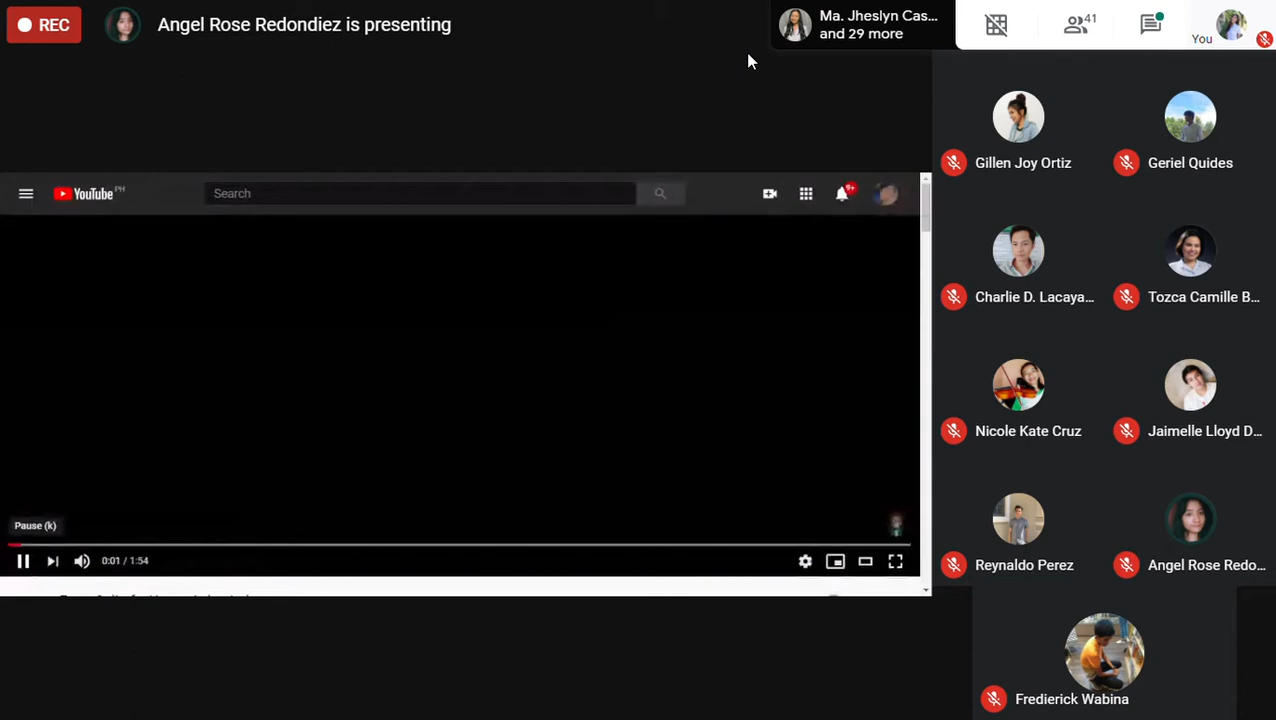 REC
Angel Rose Redondiez is presenting
Ma. Jheslyn Cas...
and 29 more
41
You
YouTube PH
Search
9+
Gillen Joy Ortiz
Geriel Quides
Charlie D. Lacaya...
Tozca Camille B...
Nicole Kate Cruz
Jaimelle Lloyd D...
Pause (k)
0:01 / 1:54
Reynaldo Perez
Angel Rose Redo...
Fredierick Wabina